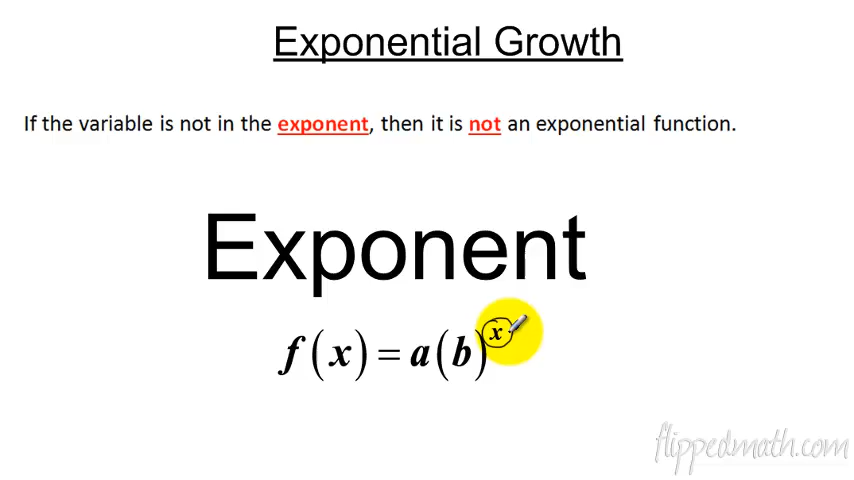 Exponential Growth
If the variable is not in the exponent, then it is not an exponential function.
Exponent
f(x) = a(b)^x
flippedmath.com